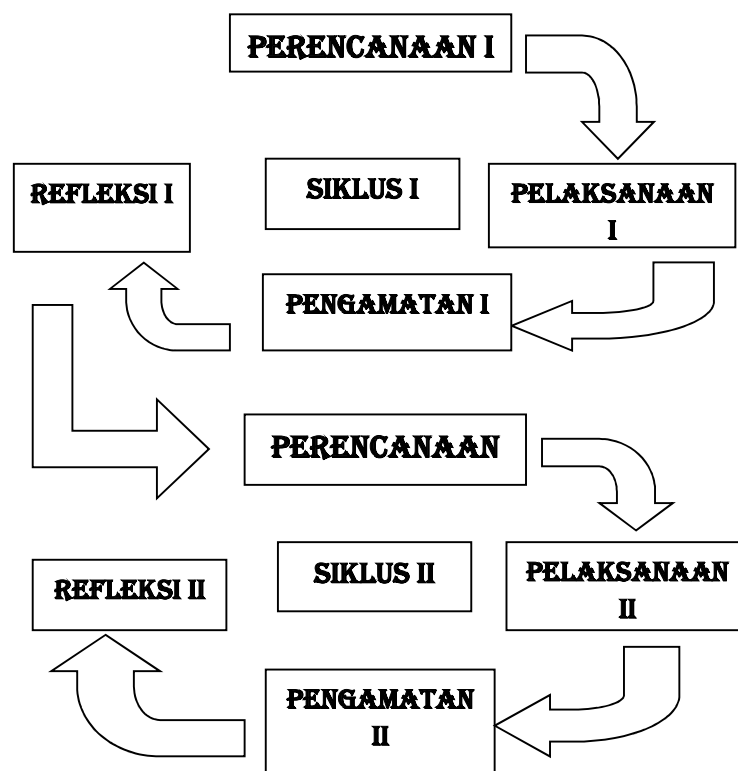 PERENCANAAN I
REFLEKSI I
SIKLUS I
PELAKSANAAN
I
PENGAMATAN I
PERENCANAAN
REFLEKSI II
SIKLUS II
PELAKSANAAN
II
PENGAMATAN
II